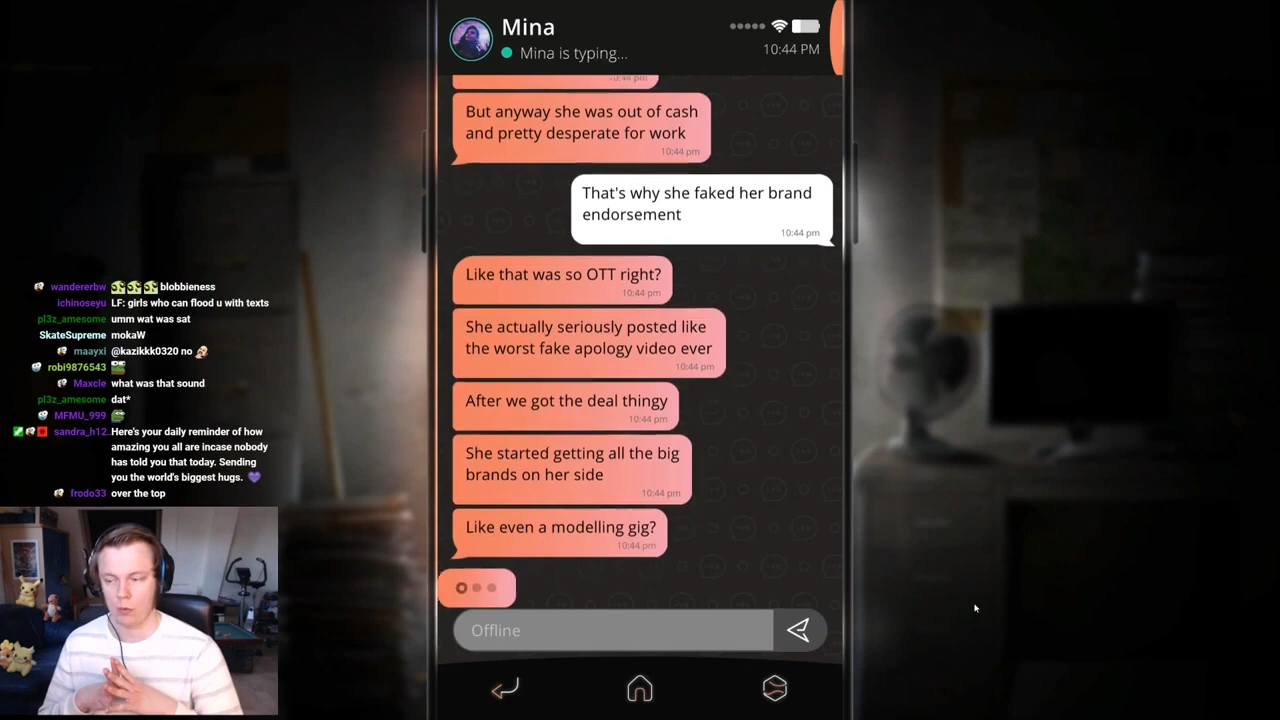 Mina
Mina is typing...
10:44 PM
But anyway she was out of cash
and pretty desperate for work
10:44 pm
That's why she faked her brand
endorsement
10:44 pm
Like that was so OTT right?
10:44 pm
She actually seriously posted like
the worst fake apology video ever
10:44 pm
After we got the deal thingy
10:44 pm
She started getting all the big
brands on her side
10:44 pm
Like even a modelling gig?
10:44 pm
Offline
wandererbw blobbieness
ichinoseyu LF: girls who can flood u with texts
pl3z_amesome umm wat was sat
SkateSupreme mokaW
maayxi @kazikkk0320 no
robi9876543
Maxcle what was that sound
pl3z_amesome dat*
MFMU_999
sandra_h12.. Here's your daily reminder of how
amazing you all are incase nobody
has told you that today. Sending
you the world's biggest hugs.
frodo33 over the top